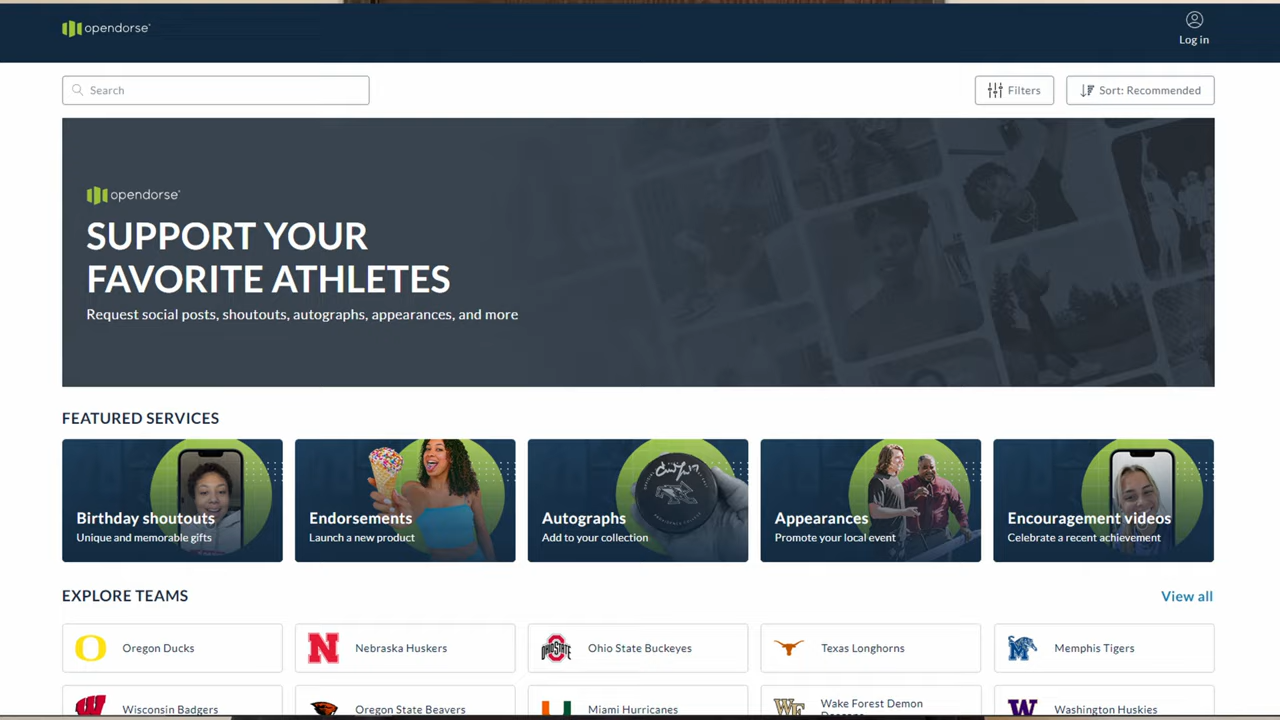 opendorse
Log in
Search
Filters
Sort: Recommended
opendorse
SUPPORT YOUR
FAVORITE ATHLETES
Request social posts, shoutouts, autographs, appearances, and more
FEATURED SERVICES
Birthday shoutouts
Unique and memorable gifts
Endorsements
Launch a new product
Autographs
Add to your collection
Appearances
Promote your local event
Encouragement videos
Celebrate a recent achievement
EXPLORE TEAMS
View all
Oregon Ducks
Nebraska Huskers
OHIO STATE
Ohio State Buckeyes
Texas Longhorns
Memphis Tigers
Wisconsin Badgers
Oregon State Beavers
Miami Hurricanes
Wake Forest Demon
Deacons
Washington Huskies